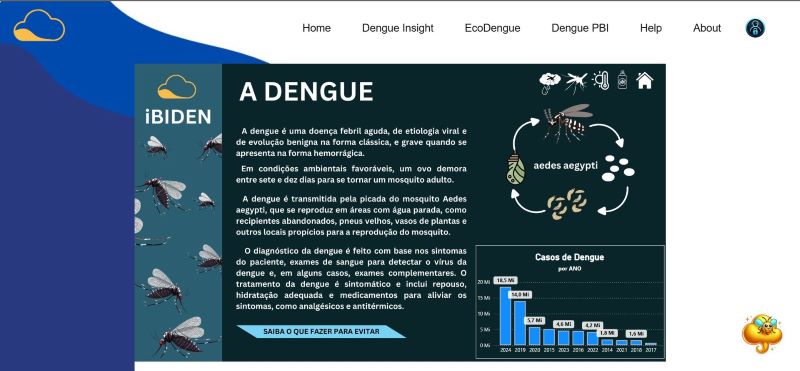 Home Dengue Insight EcoDengue Dengue PBI Help About
iBIDEN
A DENGUE
A dengue é uma doença febril aguda, de etiologia viral e
de evolução benigna na forma clássica, e grave quando se
apresenta na forma hemorrágica.
Em condições ambientais favoráveis, um ovo demora
entre sete e dez dias para se tornar um mosquito adulto.
A dengue é transmitida pela picada do mosquito Aedes
aegypti, que se reproduz em áreas com água parada, como
recipientes abandonados, pneus velhos, vasos de plantas e
outros locais propícios para a reprodução do mosquito.
O diagnóstico da dengue é feito com base nos sintomas
do paciente, exames de sangue para detectar o vírus da
dengue e, em alguns casos, exames complementares. O
tratamento da dengue é sintomático e inclui repouso,
hidratação adequada e medicamentos para aliviar os
sintomas, como analgésicos e antitérmicos.
SAIBA O QUE FAZER PARA EVITAR
aedes aegypti
Casos de Dengue
por ANO
20 Mi
15 Mi
10 Mi
5 Mi
0 Mi
18,5 Mi
14,0 Mi
5,7 Mi
4,6 Mi
4,2 Mi
1,8 Mi
1,6 Mi
2024 2019 2020 2015 2023 2016 2022 2014 2021 2018 2017